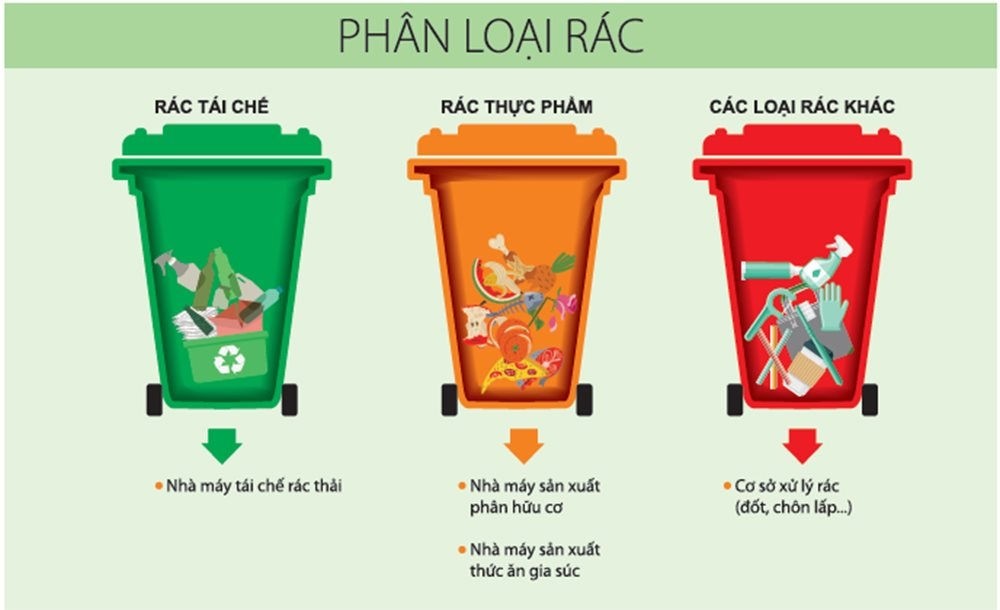 PHÂN LOẠI RÁC
RÁC TÁI CHẾ
RÁC THỰC PHẨM
CÁC LOẠI RÁC KHÁC
• Nhà máy tái chế rác thải
• Nhà máy sản xuất
phân hữu cơ
• Nhà máy sản xuất
thức ăn gia súc
• Cơ sở xử lý rác
(đốt, chôn lấp...)